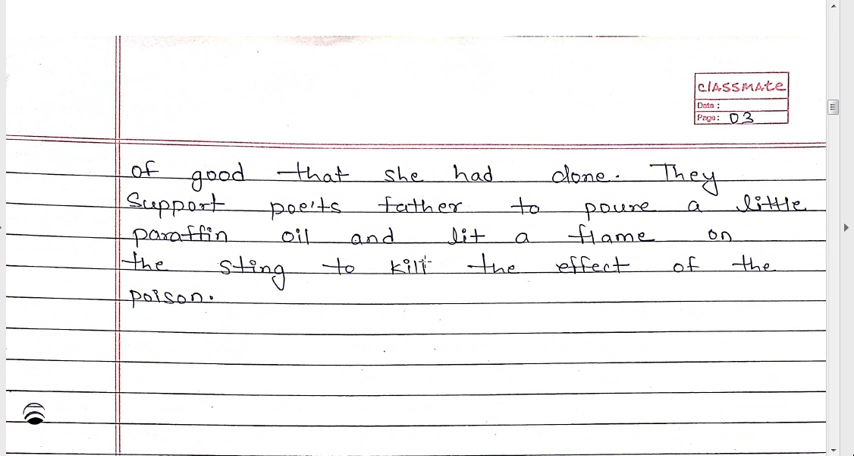 classmate
Date :
Page: 03
of good that she had done. They
Support poeits father to poure a little
paraffin oil and lit a flame on
the sting to kill the effect of the
poison.